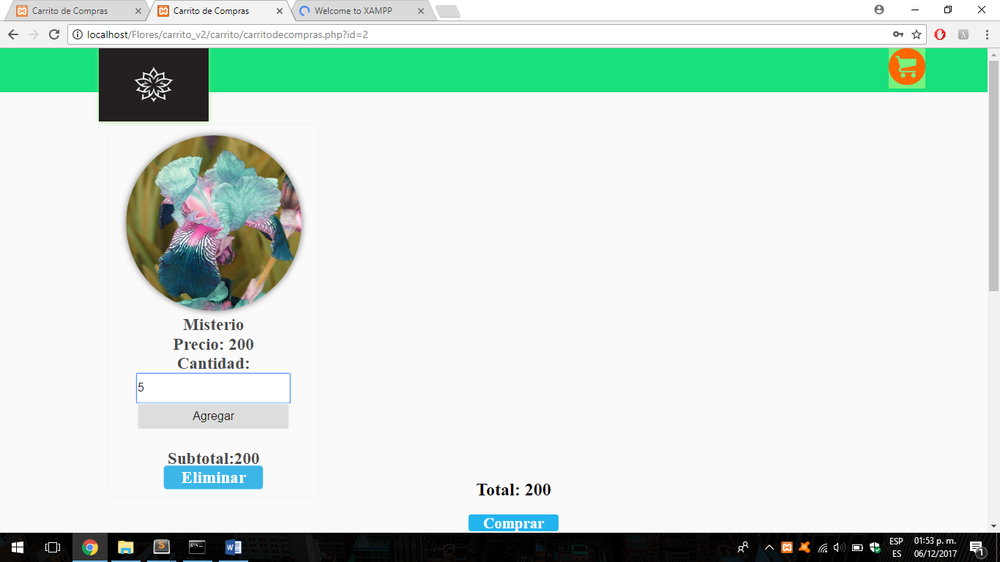 Carrito de Compras
Carrito de Compras
Welcome to XAMPP
localhost/Flores/carrito_v2/carrito/carritodecompras.php?id=2
Misterio
Precio: 200
Cantidad:
5
Agregar
Subtotal:200
Eliminar
Total: 200
Comprar
ESP
ES
01:53 p. m.
06/12/2017
1